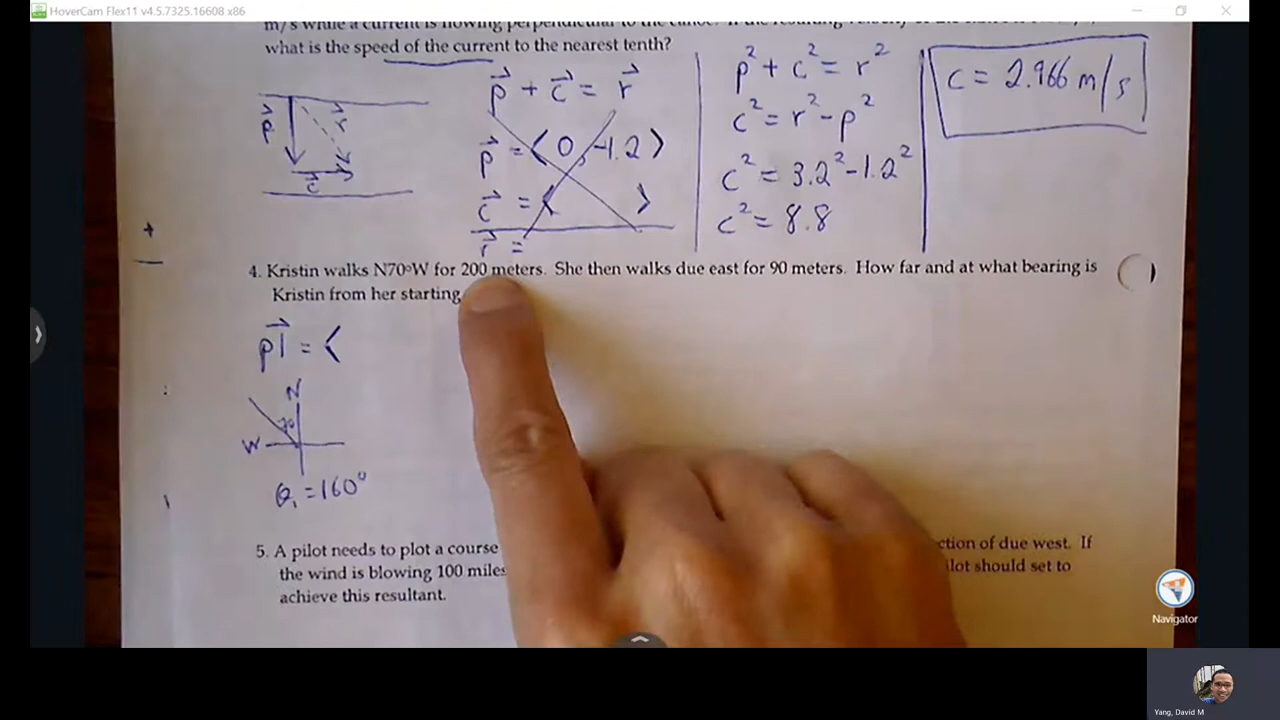 HoverCam Flex11 v4.5.7325.16608 x86
what is the speed of the current to the nearest tenth?
p + c = r
p = ⟨0, -1.2⟩
c = ⟨ ⟩
r =
p
r
c
p² + c² = r²
c² = r² - p²
c² = 3.2² - 1.2²
c² = 8.8
c = 2.966 m/s
4. Kristin walks N70°W for 200 meters. She then walks due east for 90 meters. How far and at what bearing is
Kristin from her starting
p1 = ⟨
N
70
W
θ₁ = 160°
5. A pilot needs to plot a course ction of due west. If
the wind is blowing 100 miles lot should set to
achieve this resultant.
Navigator
Yang, David M